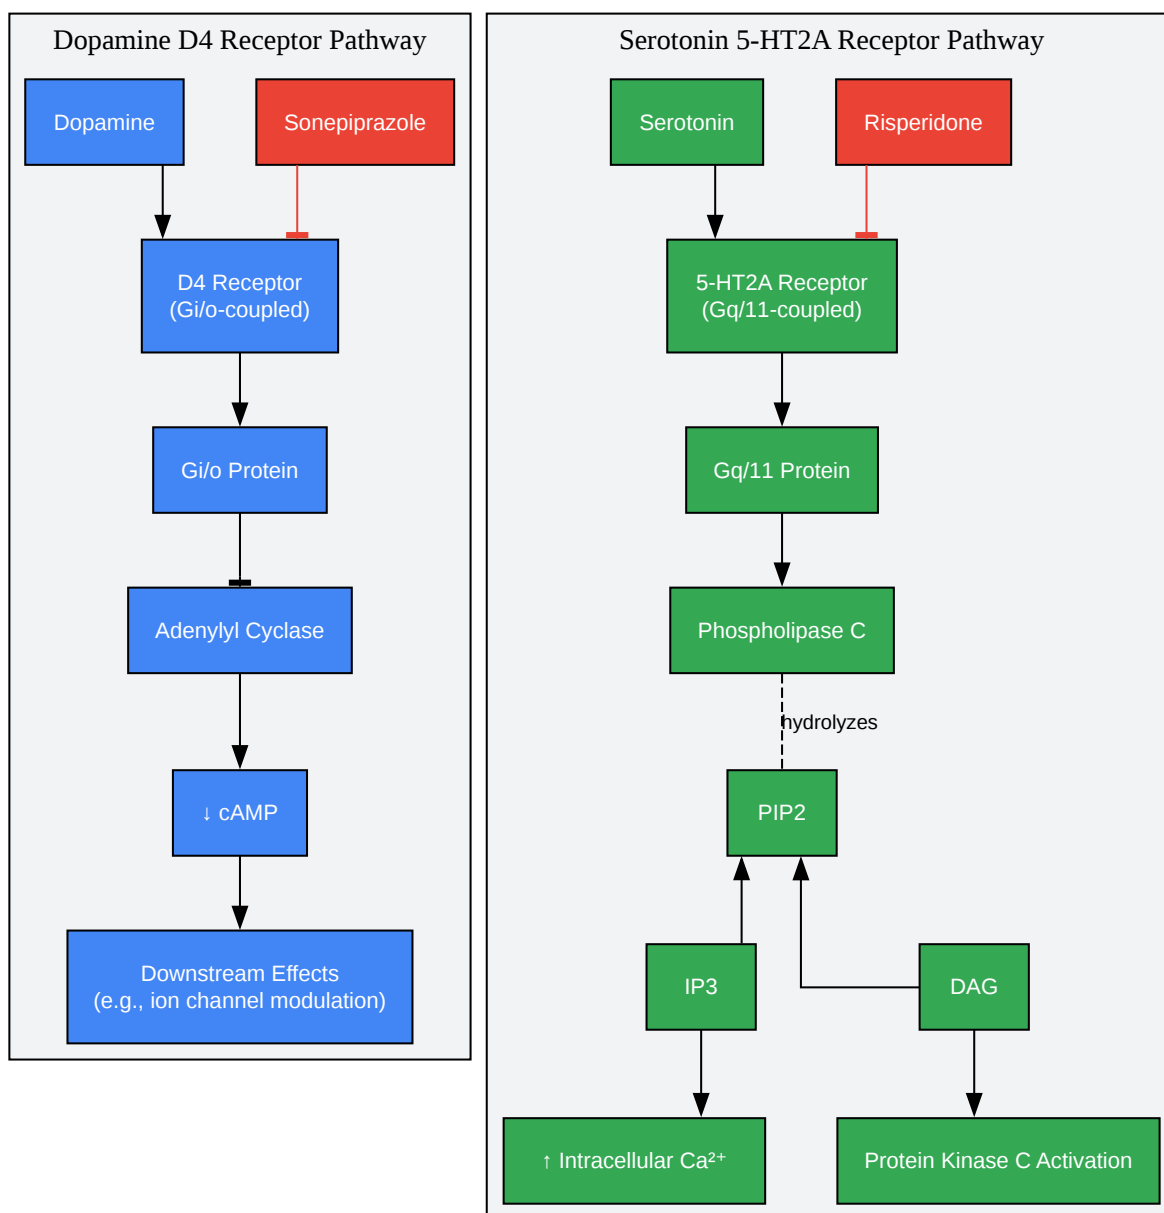 Dopamine D4 Receptor Pathway
Dopamine
Sonepiprazole
D4 Receptor
(Gi/o-coupled)
Gi/o Protein
Adenylyl Cyclase
↓ cAMP
Downstream Effects
(e.g., ion channel modulation)
Serotonin 5-HT2A Receptor Pathway
Serotonin
Risperidone
5-HT2A Receptor
(Gq/11-coupled)
Gq/11 Protein
Phospholipase C
hydrolyzes
PIP2
IP3
DAG
↑ Intracellular Ca²⁺
Protein Kinase C Activation